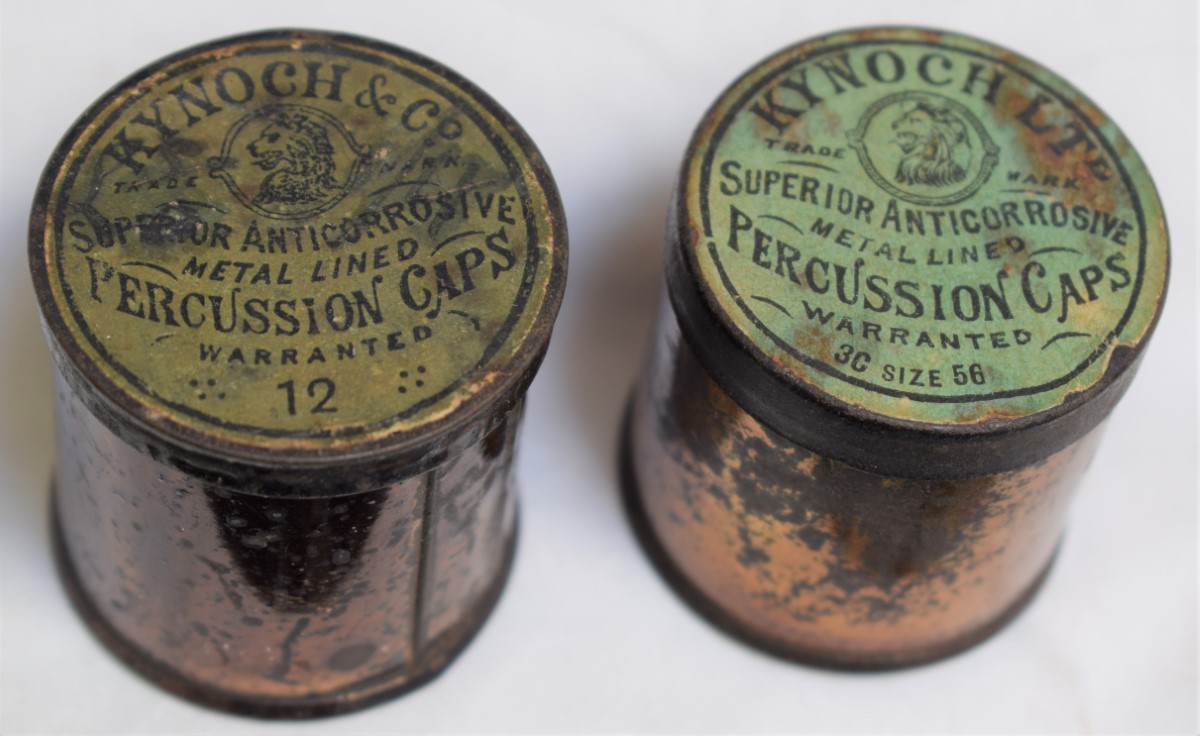 KYNOCH & Co
TRADE MARK
SUPERIOR ANTICORROSIVE
METAL LINED
PERCUSSION CAPS
WARRANTED
12
KYNOCH LTD
TRADE MARK
SUPERIOR ANTICORROSIVE
METAL LINED
PERCUSSION CAPS
WARRANTED
3C SIZE 56